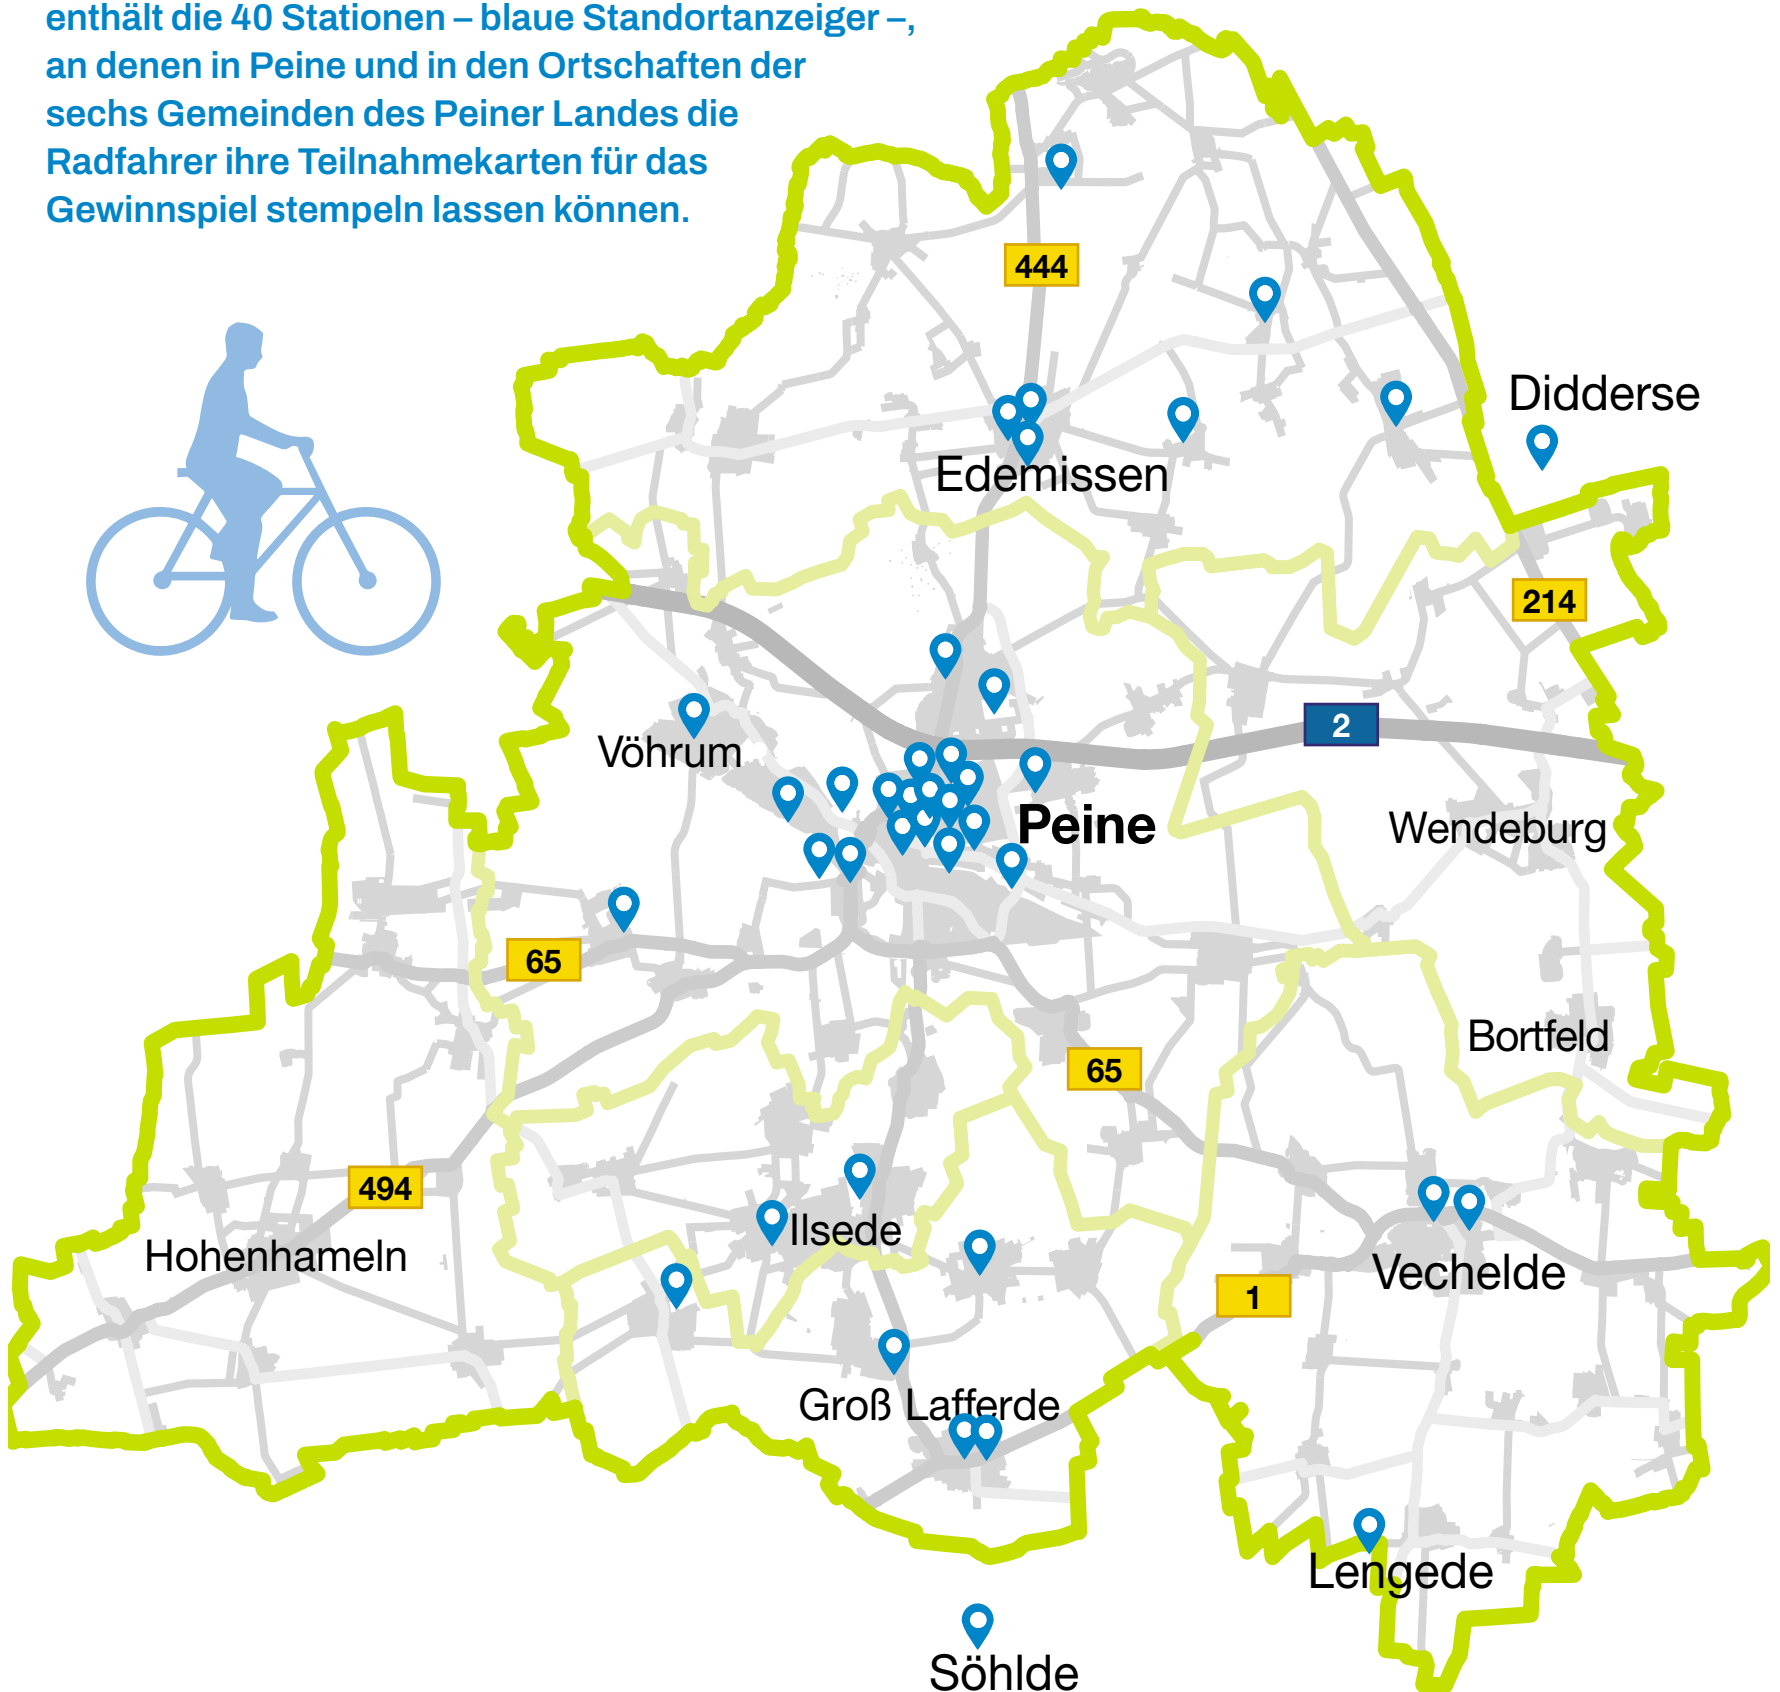 enthält die 40 Stationen – blaue Standortanzeiger –,
an denen in Peine und in den Ortschaften der
sechs Gemeinden des Peiner Landes die
Radfahrer ihre Teilnahmekarten für das
Gewinnspiel stempeln lassen können.
444
Didderse
Edemissen
214
2
Vöhrum
Peine
Wendeburg
65
Bortfeld
65
494
Ilsede
Hohenhameln
Vechelde
1
Groß Lafferde
Lengede
Söhlde